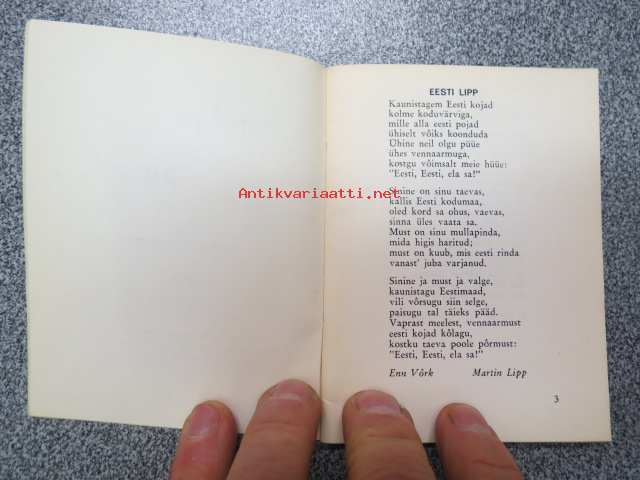 EESTI LIPP
Kaunistagem Eesti kojad
kolme koduvärviga,
mille alla eesti pojad
ühiselt võiks koonduda
Ühine neil olgu püüe
ühes vennaarmuga,
kostgu võimsalt meie hüüe:
"Eesti, Eesti, ela sa!"
Antikvariaatti.net
Sinine on sinu taevas,
kallis Eesti kodumaa,
oled kord sa ohus, vaevas,
sinna üles vaata sa.
Must on sinu mullapinda,
mida higis haritud;
must on kuub, mis eesti rinda
vanast' juba varjanud.
Sinine ja must ja valge,
kaunistagu Eestimaad,
vili võrsugu siin selge,
paisugu tal täieks pääd.
Vaprast meelest, vennaarmust
eesti kojad kõlagu,
kostku taeva poole põrmust:
"Eesti, Eesti, ela sa!"
Enn Võrk Martin Lipp
3